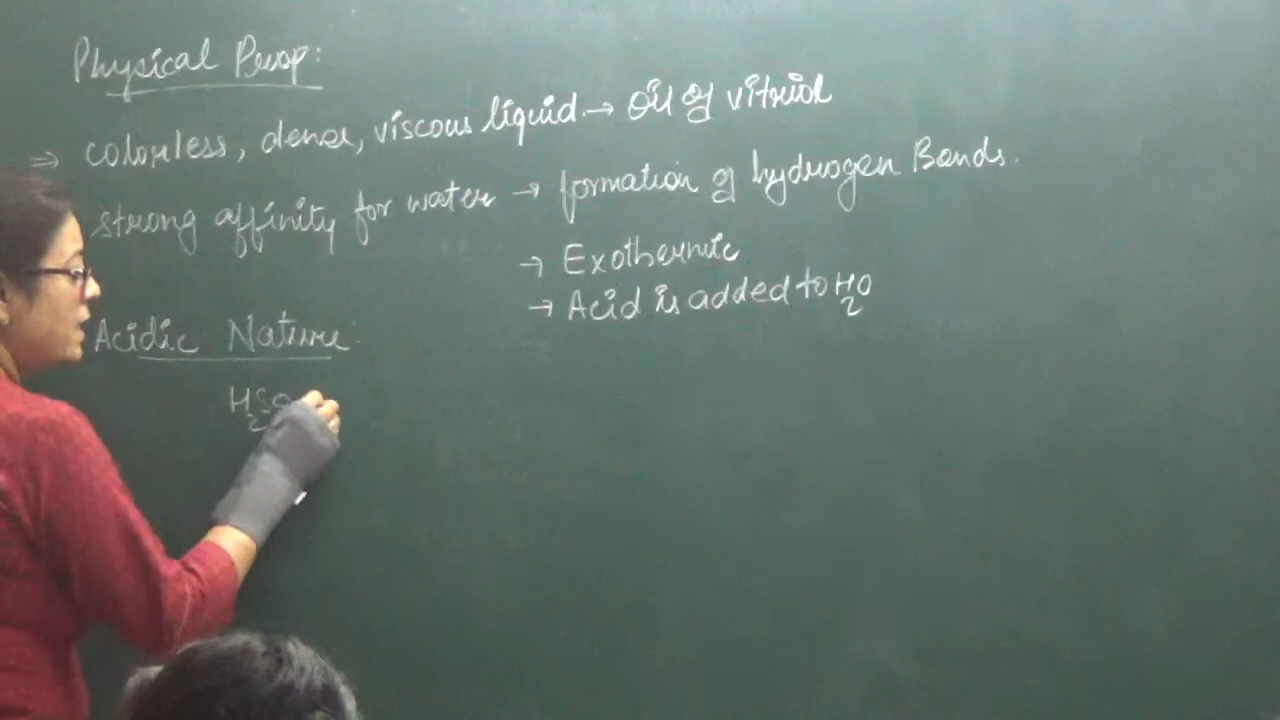 Physical Prop:
⇒ colorless, dense, viscous liquid. → Oil of vitriol
strong affinity for water → formation of hydrogen Bonds.
→ Exothermic
→ Acid is added to H2O
Acidic Nature:
H2SO